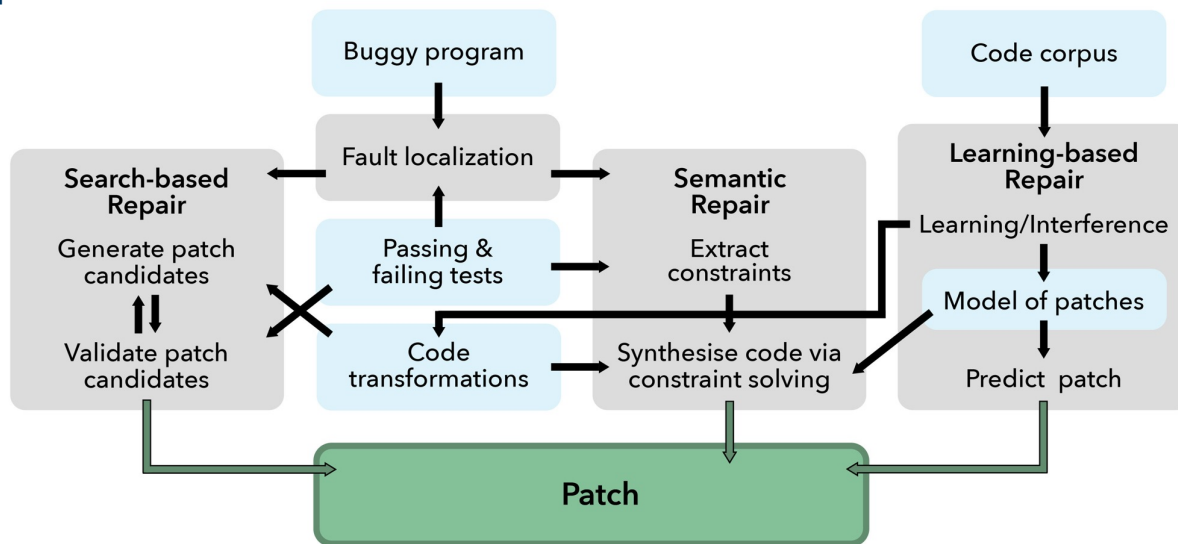 Buggy program
Code corpus
Fault localization
Search-based
Repair
Generate patch
candidates
Validate patch
candidates
Passing &
failing tests
Code
transformations
Semantic
Repair
Extract
constraints
Synthesise code via
constraint solving
Learning-based
Repair
Learning/Interference
Model of patches
Predict patch
Patch